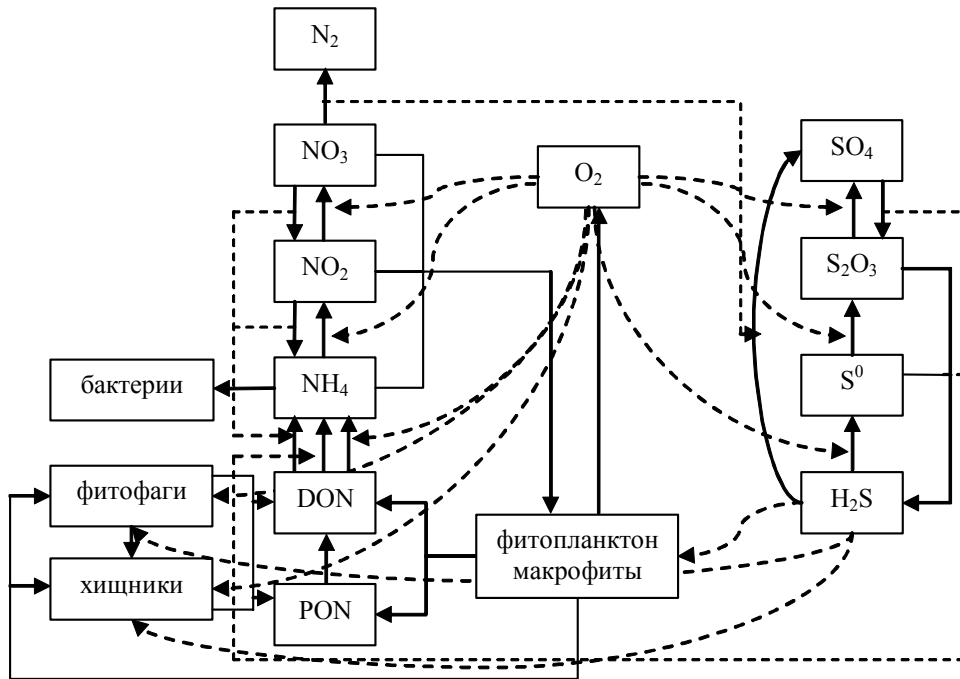 N₂
NO₃
O₂
SO₄
NO₂
S₂O₃
бактерии
NH₄
S⁰
фитофаги
DON
H₂S
фитопланктон
макрофиты
хищники
PON